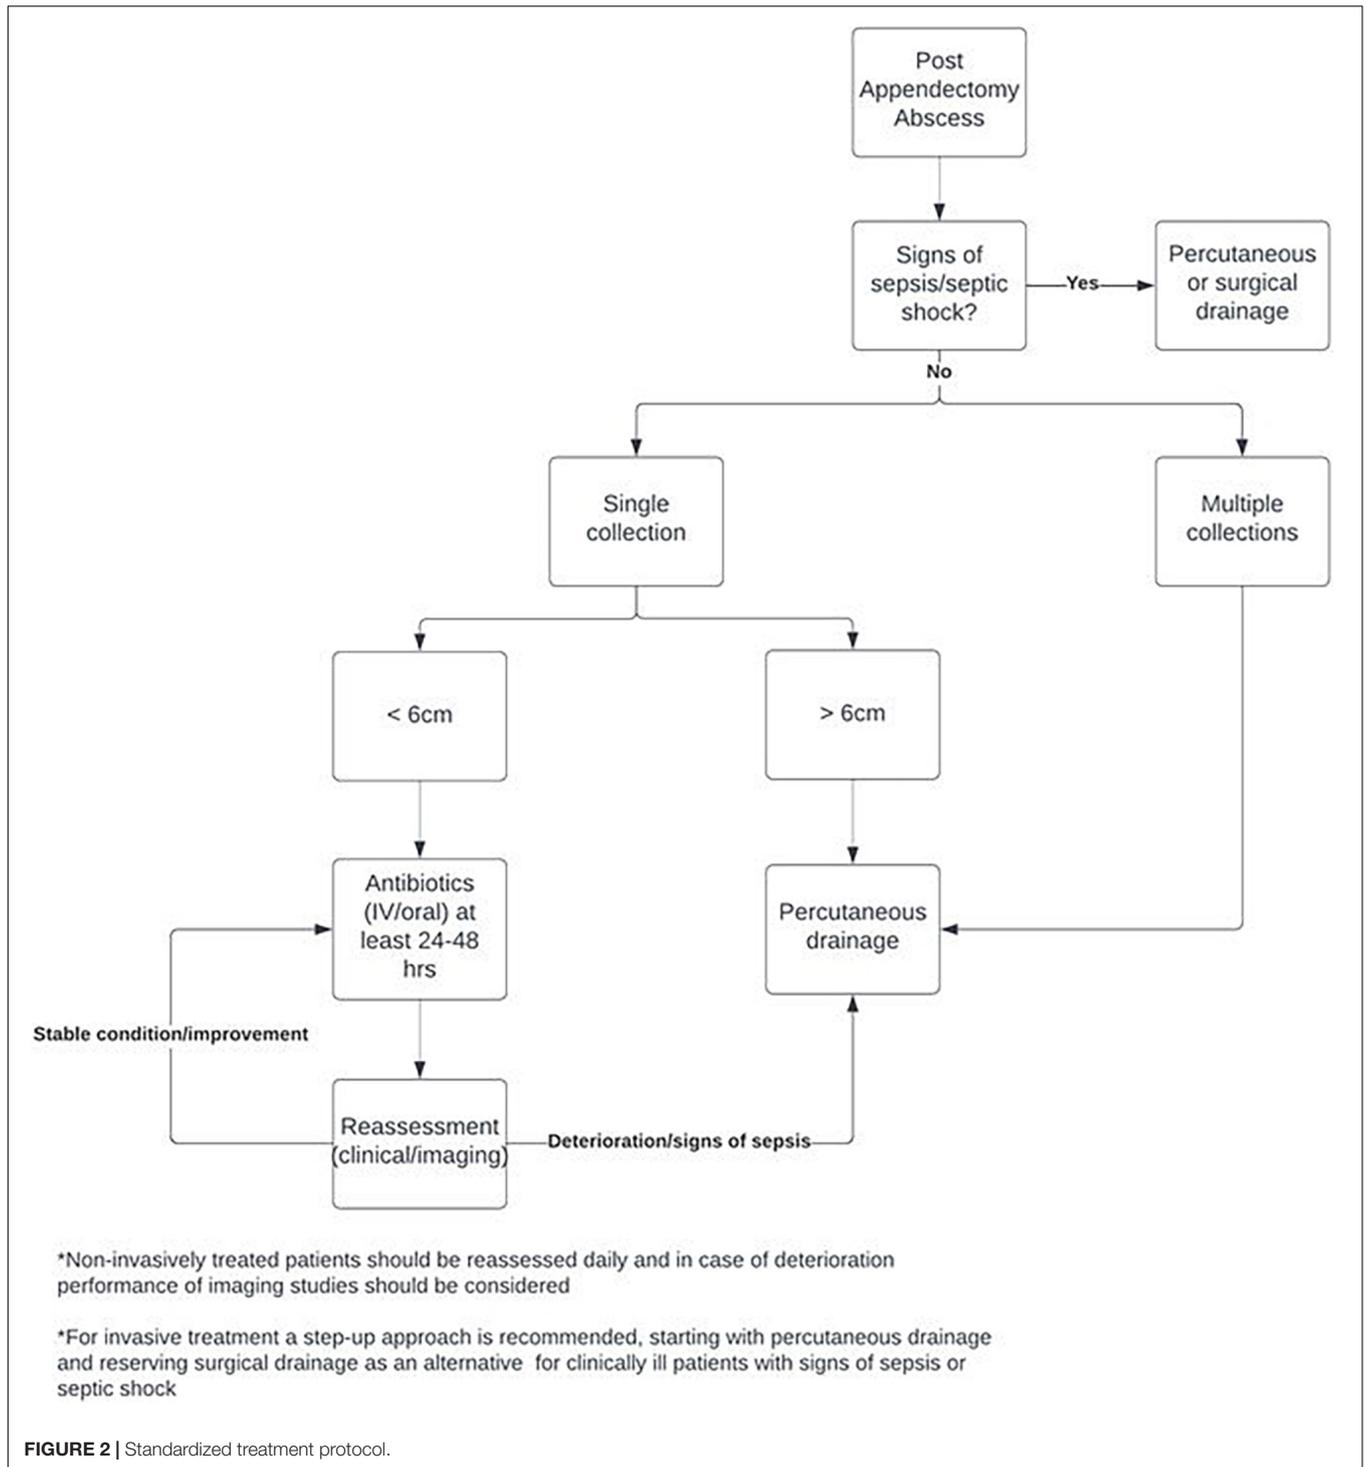 Post
Appendectomy
Abscess
Signs of
sepsis/septic
shock?
Yes
Percutaneous
or surgical
drainage
No
Single
collection
Multiple
collections
< 6cm
> 6cm
Antibiotics
(IV/oral) at
least 24-48
hrs
Percutaneous
drainage
Stable condition/improvement
Reassessment
(clinical/imaging)
Deterioration/signs of sepsis
*Non-invasively treated patients should be reassessed daily and in case of deterioration
performance of imaging studies should be considered
*For invasive treatment a step-up approach is recommended, starting with percutaneous drainage
and reserving surgical drainage as an alternative for clinically ill patients with signs of sepsis or
septic shock
FIGURE 2 | Standardized treatment protocol.